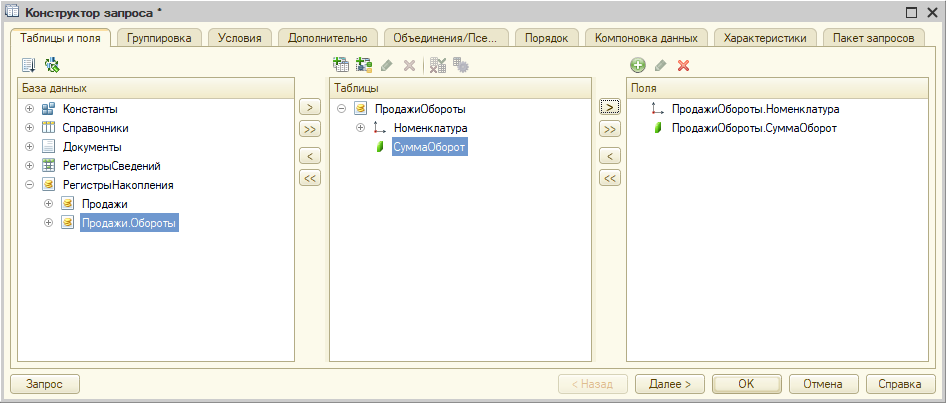 Конструктор запроса *
Таблицы и поля Группировка Условия Дополнительно Объединения/Псе... Порядок Компоновка данных Характеристики Пакет запросов
База данных Таблицы Поля
Константы > ПродажиОбороты > ПродажиОбороты.Номенклатура
Справочники >> Номенклатура >> ПродажиОбороты.СуммаОборот
Документы < СуммаОборот <
РегистрыСведений
РегистрыНакопления << <<
Продажи
Продажи.Обороты
Запрос < Назад Далее > OK Отмена Справка